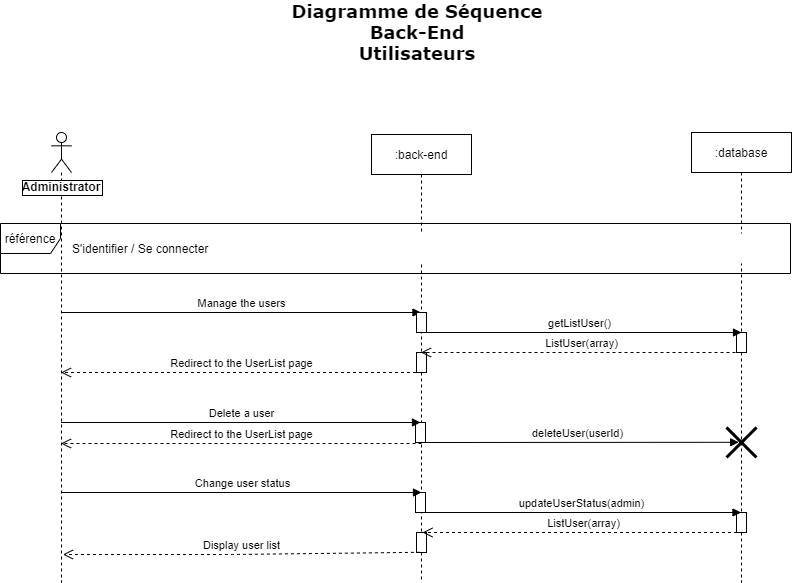 Diagramme de Séquence
Back-End
Utilisateurs
Administrator
:back-end
:database
référence
S'identifier / Se connecter
Manage the users
getListUser()
ListUser(array)
Redirect to the UserList page
Delete a user
Redirect to the UserList page
deleteUser(userId)
Change user status
updateUserStatus(admin)
ListUser(array)
Display user list